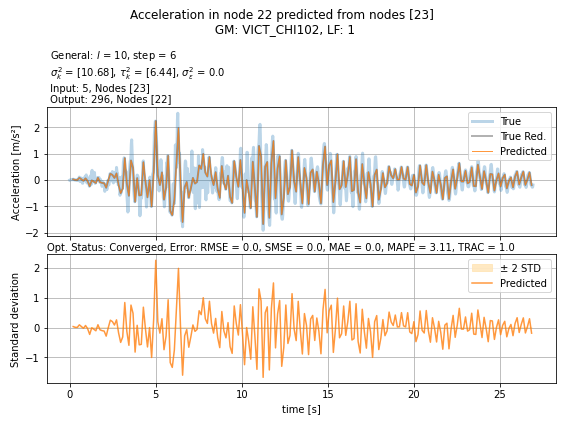 Acceleration in node 22 predicted from nodes [23]
GM: VICT_CHI102, LF: 1
General: l = 10, step = 6
σ²ₖ = [10.68], τ²ₖ = [6.44], σ²ε = 0.0
Input: 5, Nodes [23]
Output: 296, Nodes [22]
Acceleration [m/s²]
2
1
0
−1
−2
True
True Red.
Predicted
Opt. Status: Converged, Error: RMSE = 0.0, SMSE = 0.0, MAE = 0.0, MAPE = 3.11, TRAC = 1.0
Standard deviation
2
1
0
−1
± 2 STD
Predicted
0 5 10 15 20 25
time [s]